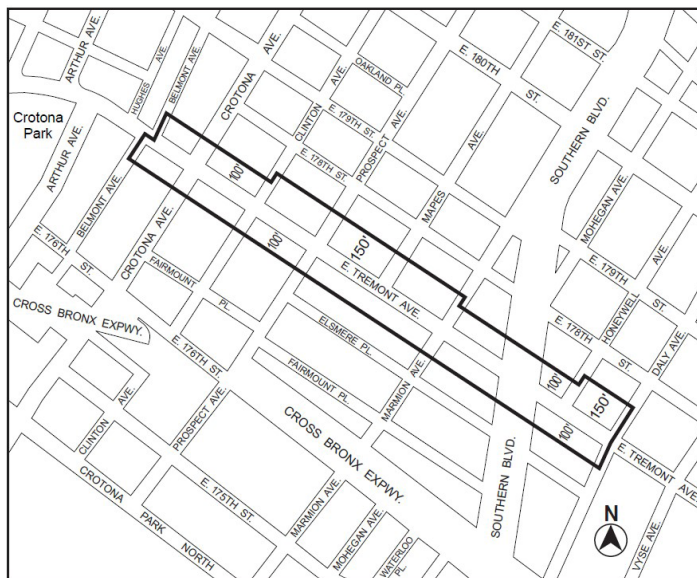 ARTHUR AVE.
HUGHES AVE.
BELMONT AVE.
CROTONA AVE.
CLINTON AVE.
OAKLAND PL.
E. 179TH ST.
E. 178TH ST.
PROSPECT AVE.
MAPES AVE.
E. 180TH ST.
E. 181ST ST.
SOUTHERN BLVD.
MOHEGAN AVE.
E. 179TH ST.
E. 178TH ST.
HONEYWELL AVE.
DALY AVE.
Crotona
Park
ARTHUR AVE.
BELMONT AVE.
CROTONA AVE.
E. 176TH ST.
100'
100'
150'
E. TREMONT AVE.
FAIRMOUNT PL.
CROSS BRONX EXPWY.
E. 176TH ST.
ELSMERE PL.
FAIRMOUNT PL.
MARMION AVE.
100'
150'
100'
E. TREMONT AVE.
CLINTON AVE.
PROSPECT AVE.
CROSS BRONX EXPWY.
SOUTHERN BLVD.
CROTONA PARK NORTH
E. 175TH ST.
MARMION AVE.
MOHEGAN AVE.
WATERLOO PL.
VYSE AVE.
N